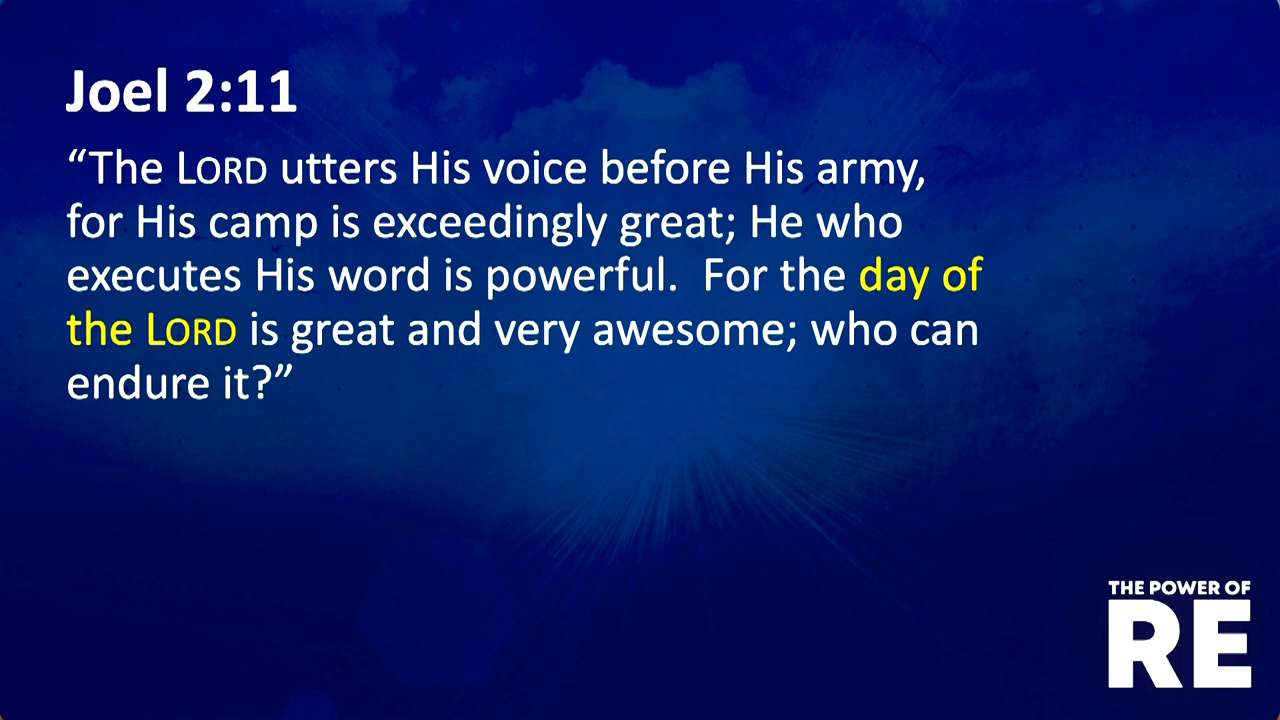 Joel 2:11
“The LORD utters His voice before His army,
for His camp is exceedingly great; He who
executes His word is powerful.  For the day of
the LORD is great and very awesome; who can
endure it?”
THE POWER OF
RE